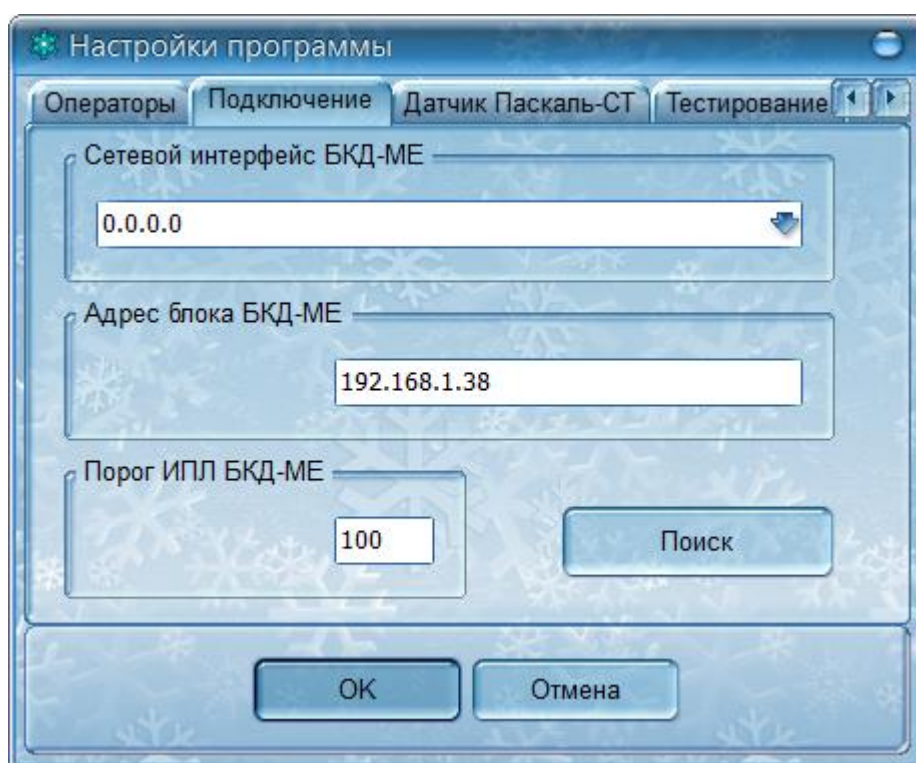 Настройки программы
Операторы Подключение Датчик Паскаль-СТ Тестирование
Сетевой интерфейс БКД-МЕ
0.0.0.0
Адрес блока БКД-МЕ
192.168.1.38
Порог ИПЛ БКД-МЕ
100
Поиск
OK Отмена